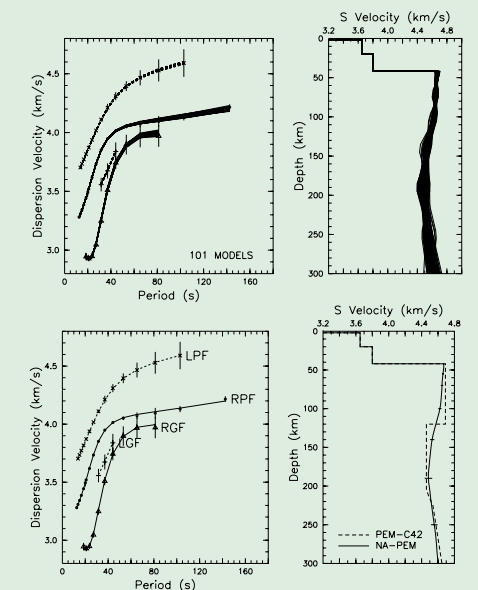 S Velocity (km/s)
3.2 3.6 4.0 4.4 4.8
0
50
100
150
200
250
300
Depth (km)
4.5
4.0
3.5
3.0
Dispersion Velocity (km/s)
101 MODELS
0 40 80 120 160
Period (s)
S Velocity (km/s)
3.2 3.6 4.0 4.4 4.8
0
50
100
150
200
250
300
Depth (km)
PEM-C42
NA-PEM
4.5
4.0
3.5
3.0
Dispersion Velocity (km/s)
LPF
RPF
LGF
RGF
0 40 80 120 160
Period (s)